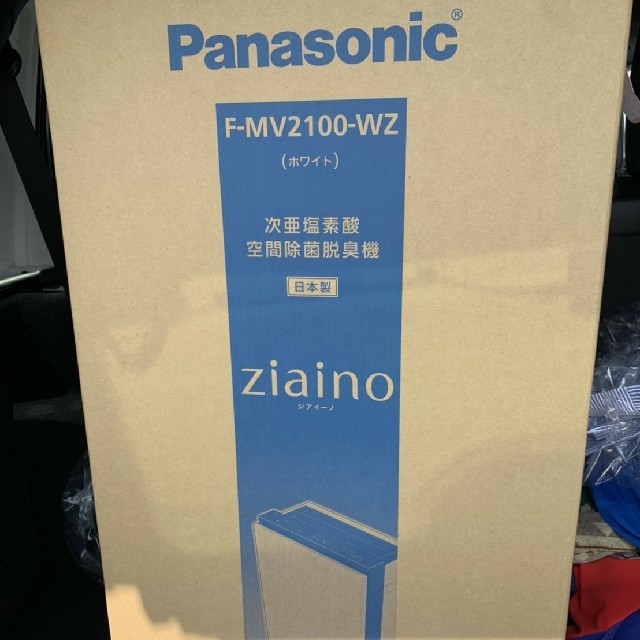 Panasonic®
F-MV2100-WZ
(ホワイト)
次亜塩素酸
空間除菌脱臭機
日本製
ziaino
ジアイーノ